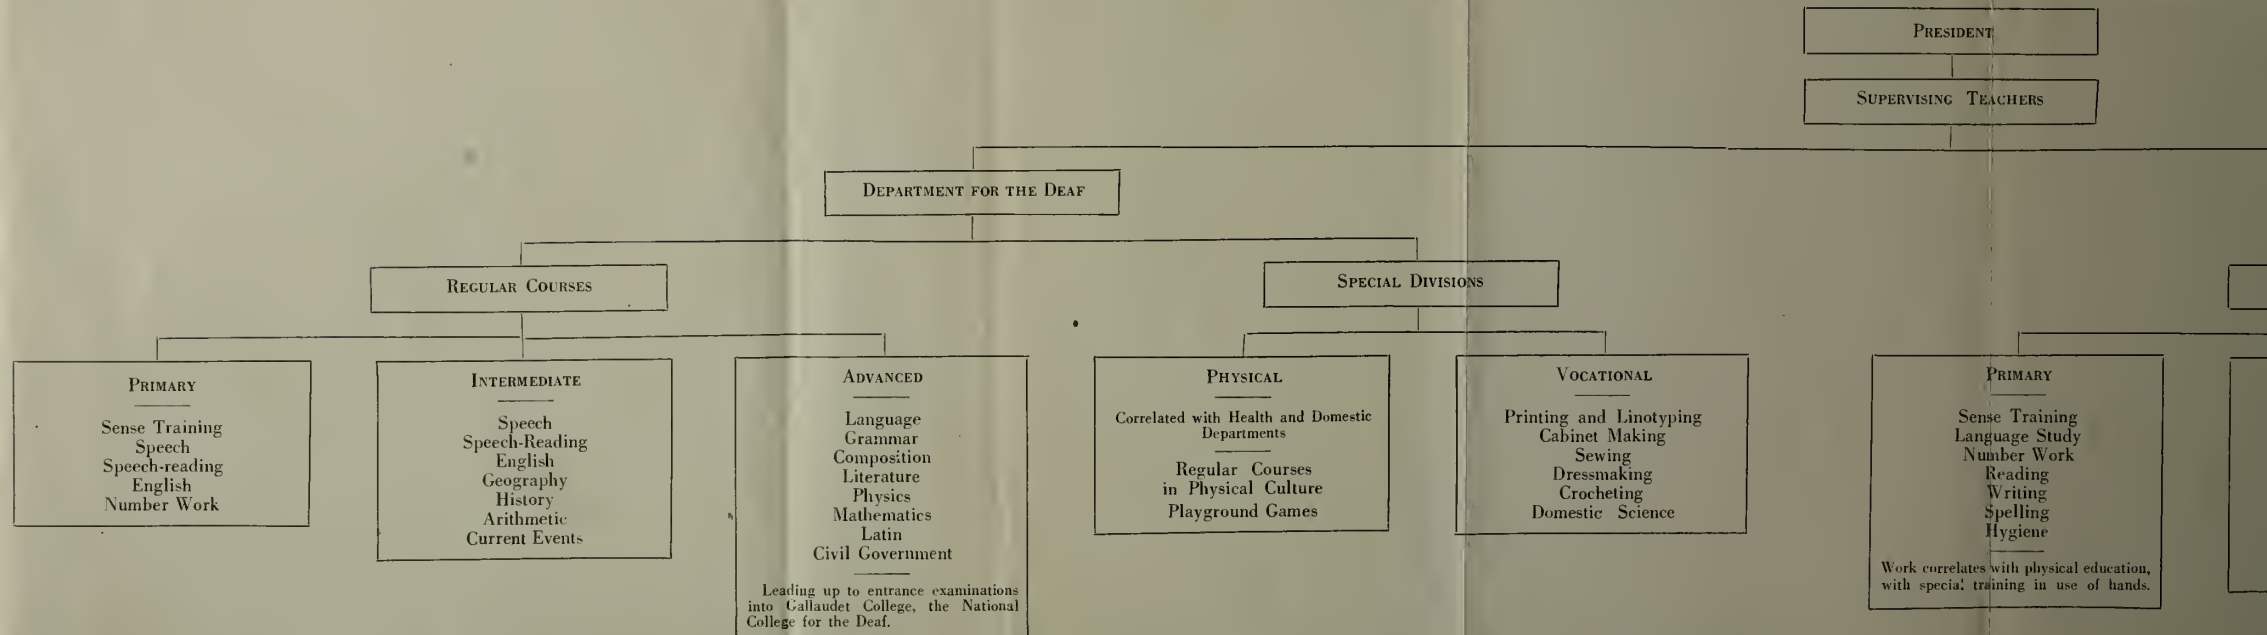 PRESIDENT
SUPERVISING TEACHERS
DEPARTMENT FOR THE DEAF
REGULAR COURSES
SPECIAL DIVISIONS
PRIMARY
Sense Training
Speech
Speech-reading
English
Number Work
INTERMEDIATE
Speech
Speech-Reading
English
Geography
History
Arithmetic
Current Events
ADVANCED
Language
Grammar
Composition
Literature
Physics
Mathematics
Latin
Civil Government
Leading up to entrance examinations
into Gallaudet College, the National
College for the Deaf.
PHYSICAL
Correlated with Health and Domestic
Departments
Regular Courses
in Physical Culture
Playground Games
VOCATIONAL
Printing and Linotyping
Cabinet Making
Sewing
Dressmaking
Crocheting
Domestic Science
PRIMARY
Sense Training
Language Study
Number Work
Reading
Writing
Spelling
Hygiene
Work correlates with physical education,
with special training in use of hands.